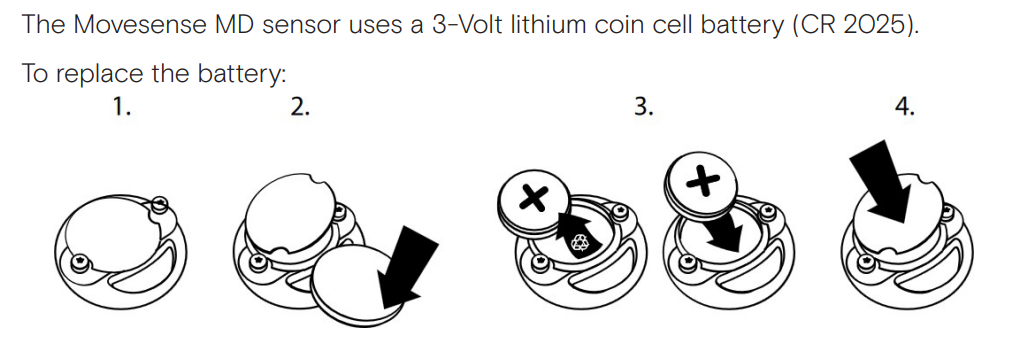 The Movesense MD sensor uses a 3-Volt lithium coin cell battery (CR 2025).
To replace the battery:
1. 2. 3. 4.